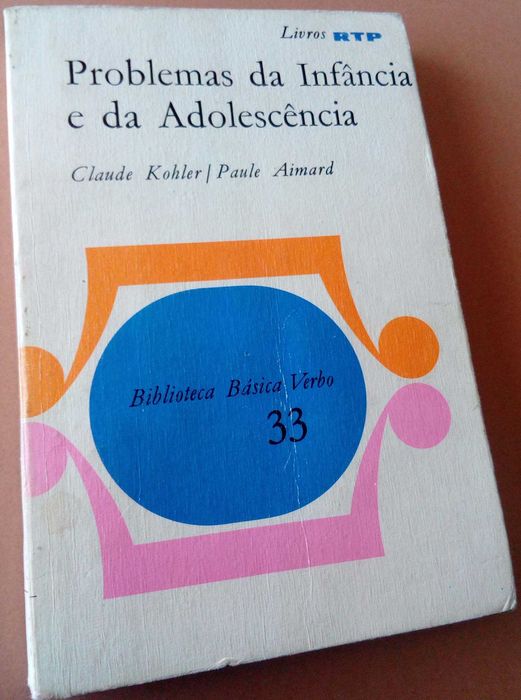 Livros RTP
Problemas da Infância
e da Adolescência
Claude Kohler | Paule Aimard
Biblioteca Básica Verbo
33